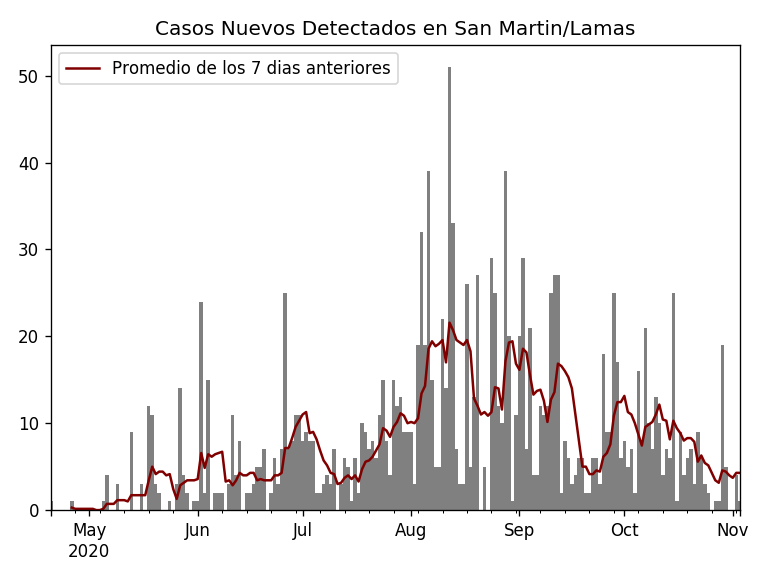 Casos Nuevos Detectados en San Martin/Lamas
Promedio de los 7 dias anteriores
50
40
30
20
10
0
May Jun Jul Aug Sep Oct Nov
2020